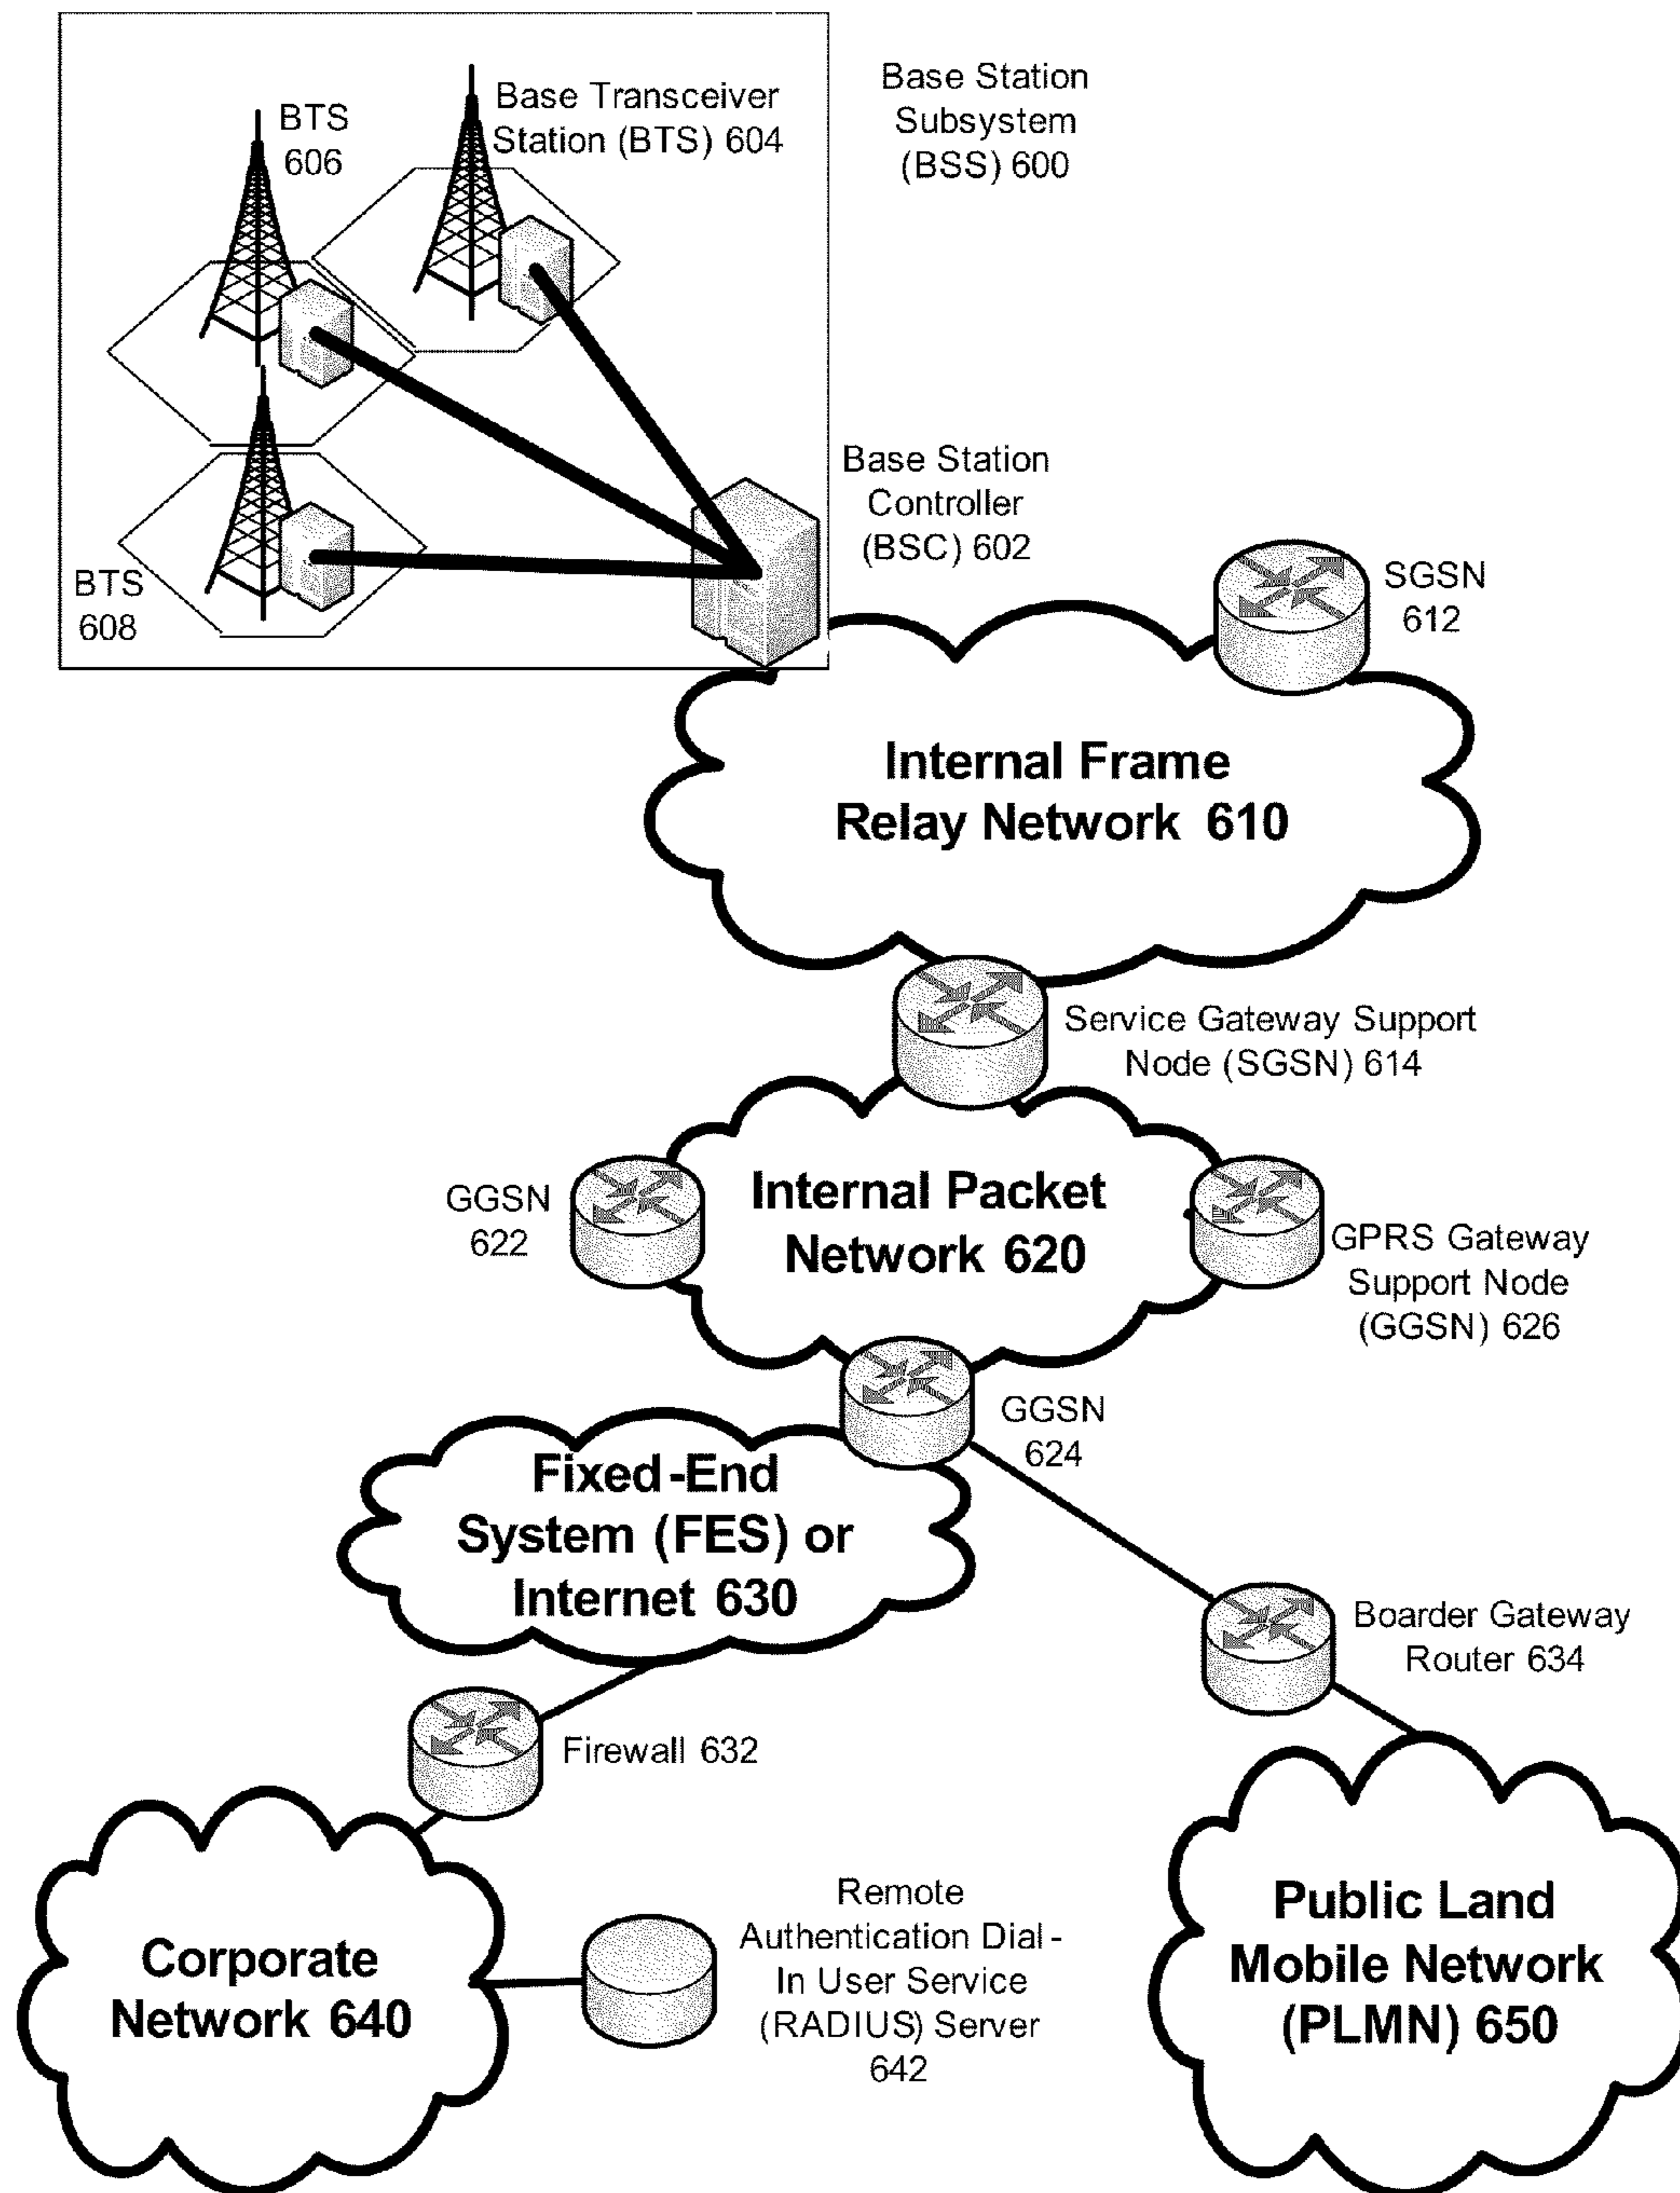 BTS
606
Base Transceiver
Station (BTS) 604
Base Station
Subsystem
(BSS) 600
Base Station
Controller
(BSC) 602
BTS
608
SGSN
612
Internal Frame
Relay Network 610
Service Gateway Support
Node (SGSN) 614
GGSN
622
Internal Packet
Network 620
GPRS Gateway
Support Node
(GGSN) 626
GGSN
624
Fixed-End
System (FES) or
Internet 630
Boarder Gateway
Router 634
Firewall 632
Corporate
Network 640
Remote
Authentication Dial-
In User Service
(RADIUS) Server
642
Public Land
Mobile Network
(PLMN) 650